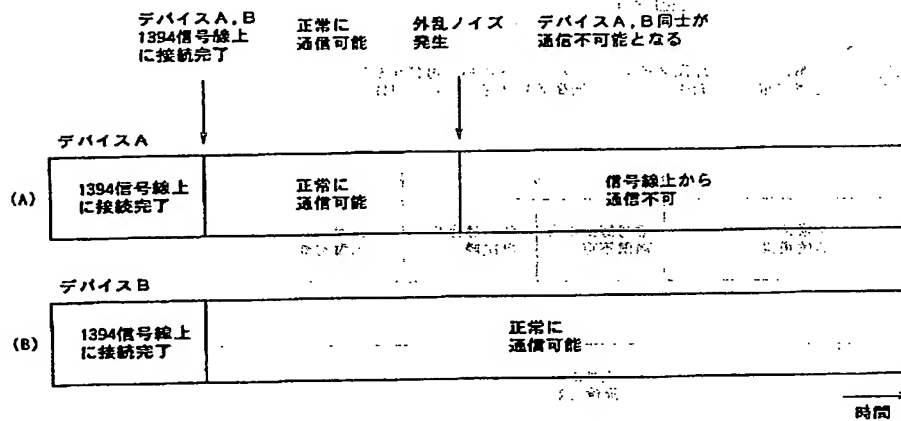 デバイスA,B
1394信号線上
に接続完了
正常に
通信可能
外乱ノイズ
発生
デバイスA,B同士が
通信不可能となる
デバイスA
(A)
1394信号線上
に接続完了
正常に
通信可能
信号線上から
通信不可
デバイスB
(B)
1394信号線上
に接続完了
正常に
通信可能
時間